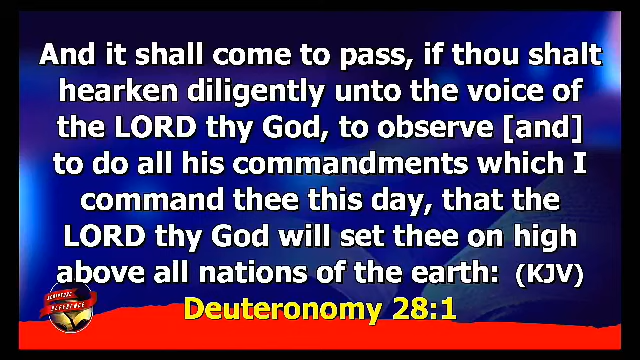 And it shall come to pass, if thou shalt
hearken diligently unto the voice of
the LORD thy God, to observe [and]
to do all his commandments which I
command thee this day, that the
LORD thy God will set thee on high
above all nations of the earth: (KJV)
SCRIPTURE
REFERENCE
Deuteronomy 28:1